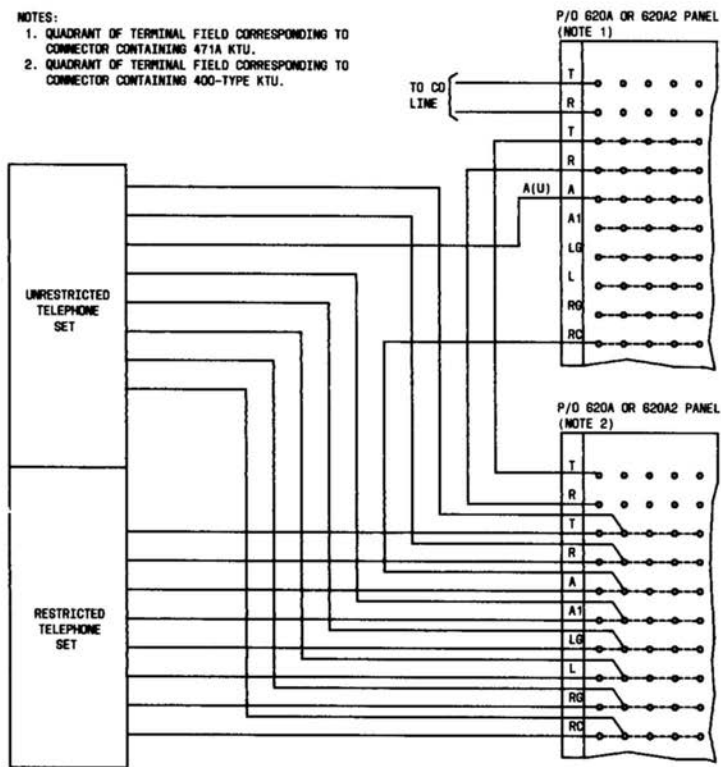 NOTES:
1. QUADRANT OF TERMINAL FIELD CORRESPONDING TO
CONNECTOR CONTAINING 471A KTU.
2. QUADRANT OF TERMINAL FIELD CORRESPONDING TO
CONNECTOR CONTAINING 400-TYPE KTU.
P/O 620A OR 620A2 PANEL
(NOTE 1)
TO CO
LINE
T
R
T
R
A(U) A
A1
LG
L
RG
RC
UNRESTRICTED
TELEPHONE
SET
P/O 620A OR 620A2 PANEL
(NOTE 2)
T
R
T
R
A
A1
LG
L
RG
RC
RESTRICTED
TELEPHONE
SET